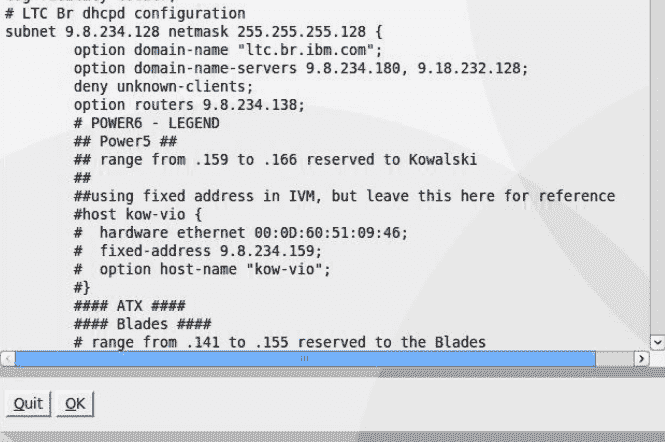 # LTC Br dhcpd configuration
subnet 9.8.234.128 netmask 255.255.255.128 {
option domain-name "ltc.br.ibm.com";
option domain-name-servers 9.8.234.180, 9.18.232.128;
deny unknown-clients;
option routers 9.8.234.138;
# POWER6 - LEGEND
## Power5 ##
## range from .159 to .166 reserved to Kowalski
##
##using fixed address in IVM, but leave this here for reference
#host kow-vio {
#  hardware ethernet 00:0D:60:51:09:46;
#  fixed-address 9.8.234.159;
#  option host-name "kow-vio";
#}
#### ATX ####
#### Blades ####
# range from .141 to .155 reserved to the Blades
Quit OK